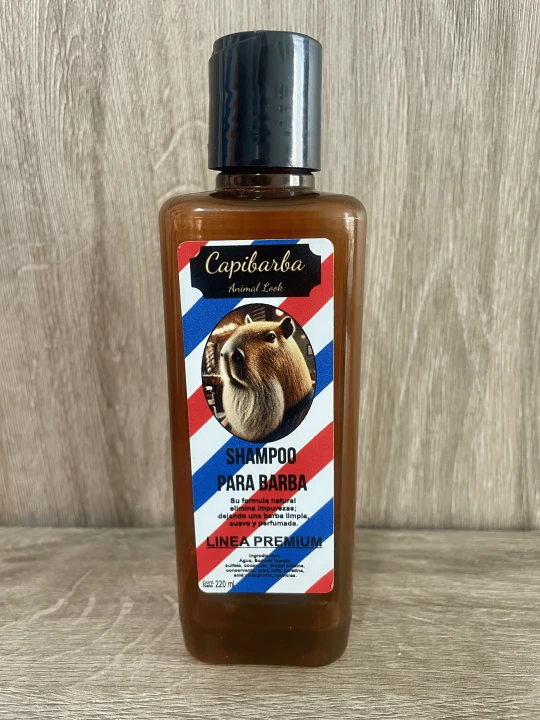 Capibarba
Animal Look
SHAMPOO
PARA BARBA
Su formula natural
elimina impurezas;
dejando una barba limpia,
suave y perfumada.
LINEA PREMIUM
Ingredientes:
Agua,
220 ml